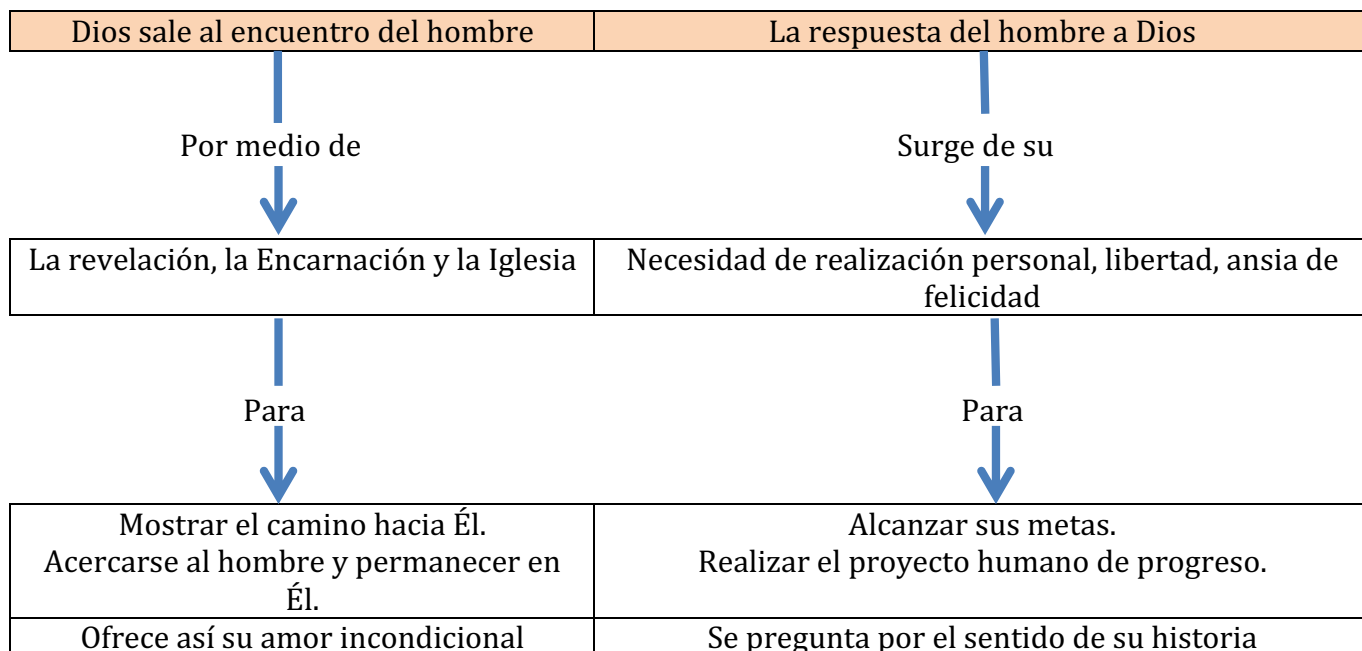 Dios sale al encuentro del hombre
La respuesta del hombre a Dios
Por medio de
Surge de su
La revelación, la Encarnación y la Iglesia
Necesidad de realización personal, libertad, ansia de
felicidad
Para
Para
Mostrar el camino hacia Él.
Acercarse al hombre y permanecer en
Él.
Alcanzar sus metas.
Realizar el proyecto humano de progreso.
Ofrece así su amor incondicional
Se pregunta por el sentido de su historia